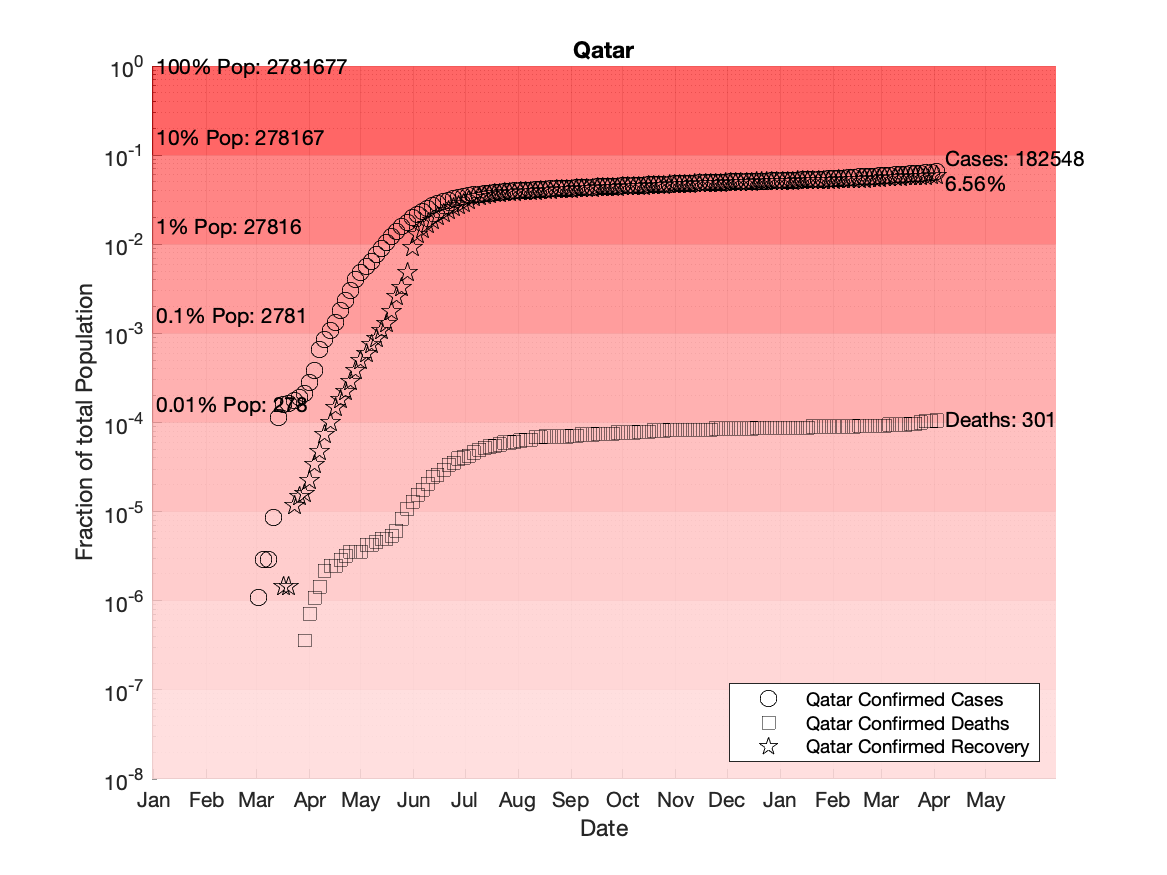 Qatar
10^0
10^-1
10^-2
10^-3
10^-4
10^-5
10^-6
10^-7
10^-8
Fraction of total Population
100% Pop: 2781677
10% Pop: 278167
1% Pop: 27816
0.1% Pop: 2781
0.01% Pop: 278
Cases: 182548
6.56%
Deaths: 301
Qatar Confirmed Cases
Qatar Confirmed Deaths
Qatar Confirmed Recovery
Jan Feb Mar Apr May Jun Jul Aug Sep Oct Nov Dec Jan Feb Mar Apr May
Date